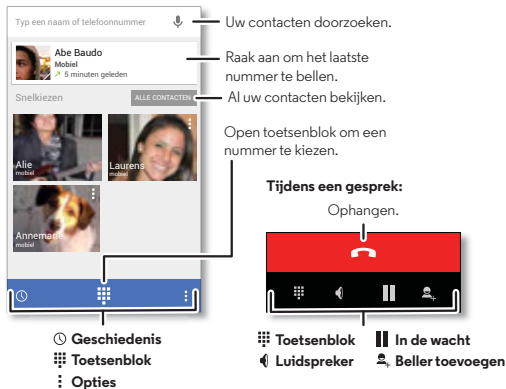 Typ een naam of telefoonnummer
Uw contacten doorzoeken.
Abe Baudo
Mobiel
5 minuten geleden
Raak aan om het laatste
nummer te bellen.
Snelkiezen
ALLE CONTACTEN
Al uw contacten bekijken.
Open toetsenblok om een
nummer te kiezen.
Alie
mobiel
Laurens
mobiel
Annemarie
mobiel
Tijdens een gesprek:
Ophangen.
Geschiedenis
Toetsenblok
Opties
Toetsenblok
In de wacht
Luidspreker
Beller toevoegen